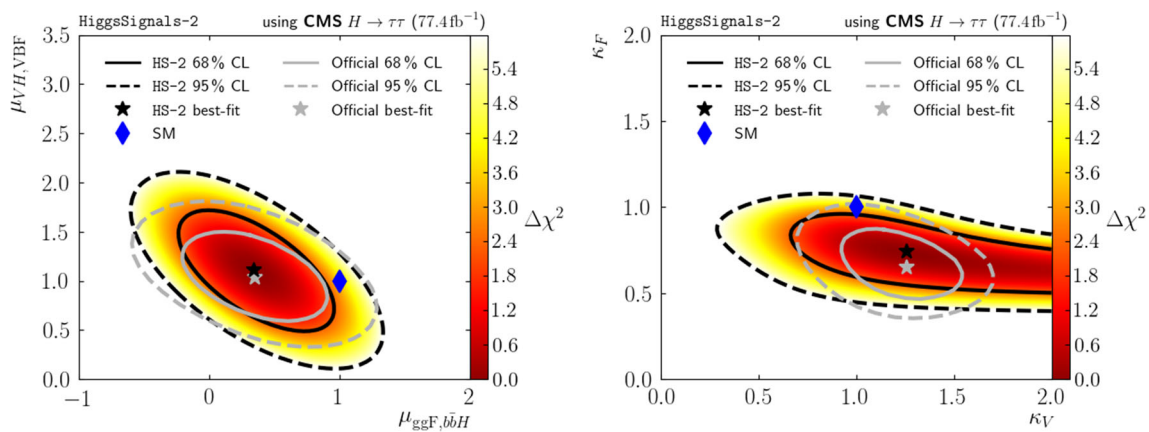 HiggsSignals-2 using CMS H → ττ (77.4 fb⁻¹)
μ_{VH,VBF}
3.5
3.0
2.5
2.0
1.5
1.0
0.5
0.0
HS-2 68% CL
HS-2 95% CL
HS-2 best-fit
SM
Official 68% CL
Official 95% CL
Official best-fit
−1 0 1 2
μ_{ggF,bb̄H}
5.4
4.8
4.2
3.6
3.0
2.4
1.8
1.2
0.6
0.0
Δχ²
HiggsSignals-2 using CMS H → ττ (77.4 fb⁻¹)
κ_F
2.0
1.5
1.0
0.5
0.0
HS-2 68% CL
HS-2 95% CL
HS-2 best-fit
SM
Official 68% CL
Official 95% CL
Official best-fit
0.0 0.5 1.0 1.5 2.0
κ_V
5.4
4.8
4.2
3.6
3.0
2.4
1.8
1.2
0.6
0.0
Δχ²